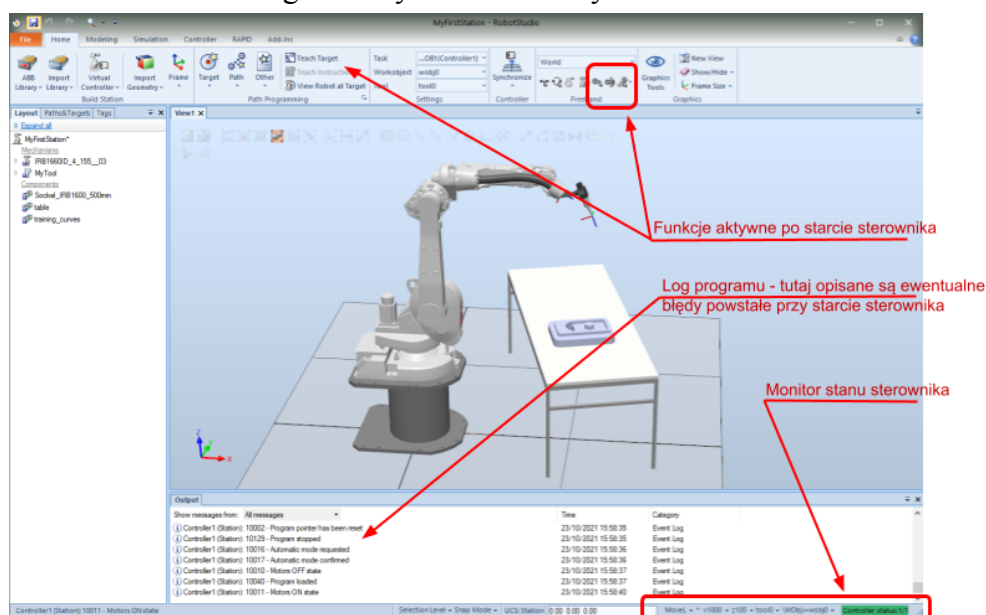 MyFirstStation - RobotStudio
File Home Modeling Simulation Controller RAPID Add-Ins
ABB Library Import Library Virtual Controller Import Geometry Frame Target Path Other
Teach Target
Teach Instruction
View Robot at Target
Task ...OB1(Controller1)
Workobject wobj0
Tool tool0
Synchronize
World
Graphics Tools
New View
Show/Hide
Frame Size
Build Station Path Programming Settings Controller Freehand Graphics
Layout Paths&Targets Tags
View1
Expand all
MyFirstStation*
Mechanisms
IRB1660ID_4_155__03
MyTool
Components
Sockel_IRB1600_500mm
table
training_curves
Funkcje aktywne po starcie sterownika
Log programu - tutaj opisane są ewentualne
błędy powstałe przy starcie sterownika
Monitor stanu sterownika
Z
X
Output
Show messages from: All messages Time Category
Controller1 (Station): 10002 - Program pointer has been reset 23/10/2021 15:58:35 Event Log
Controller1 (Station): 10129 - Program stopped 23/10/2021 15:58:35 Event Log
Controller1 (Station): 10016 - Automatic mode requested 23/10/2021 15:58:36 Event Log
Controller1 (Station): 10017 - Automatic mode confirmed 23/10/2021 15:58:36 Event Log
Controller1 (Station): 10010 - Motors OFF state 23/10/2021 15:58:37 Event Log
Controller1 (Station): 10040 - Program loaded 23/10/2021 15:58:37 Event Log
Controller1 (Station): 10011 - Motors ON state 23/10/2021 15:58:40 Event Log
Controller1 (Station): 10011 - Motors ON state Selection Level Snap Mode UCS: Station 0.00 0.00 0.00 MoveL * v1000 z100 tool0 \WObj:=wobj0 Controller status: 1/1